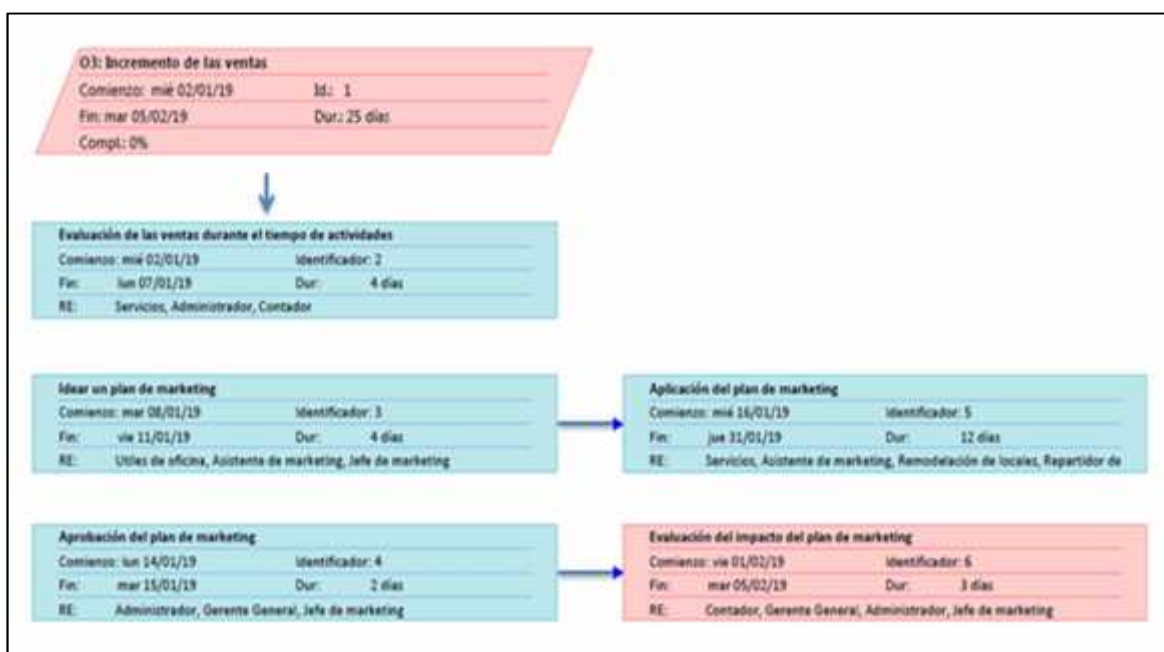 O3: Incremento de las ventas
Comienzo: mié 02/01/19 Id.: 1
Fin: mar 05/02/19 Dur.: 25 días
Compl.: 0%
Evaluación de las ventas durante el tiempo de actividades
Comienzo: mié 02/01/19 Identificador: 2
Fin: lun 07/01/19 Dur: 4 días
RE: Servicios, Administrador, Contador
Idear un plan de marketing
Comienzo: mar 08/01/19 Identificador: 3
Fin: vie 11/01/19 Dur: 4 días
RE: Utiles de oficina, Asistente de marketing, Jefe de marketing
Aplicación del plan de marketing
Comienzo: mié 16/01/19 Identificador: 5
Fin: jue 31/01/19 Dur: 12 días
RE: Servicios, Asistente de marketing, Remodelación de locales, Repartidor de
Aprobación del plan de marketing
Comienzo: lun 14/01/19 Identificador: 4
Fin: mar 15/01/19 Dur: 2 días
RE: Administrador, Gerente General, Jefe de marketing
Evaluación del impacto del plan de marketing
Comienzo: vie 01/02/19 Identificador: 6
Fin: mar 05/02/19 Dur: 3 días
RE: Contador, Gerente General, Administrador, Jefe de marketing